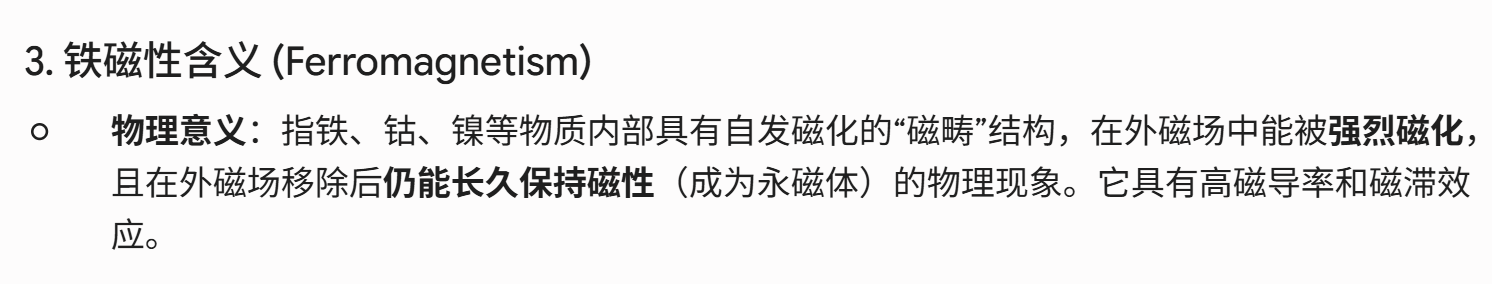 3. 铁磁性含义 (Ferromagnetism)
○ 物理意义：指铁、钴、镍等物质内部具有自发磁化的“磁畴”结构，在外磁场中能被强烈磁化，
且在外磁场移除后仍能长久保持磁性（成为永磁体）的物理现象。它具有高磁导率和磁滞效
应。